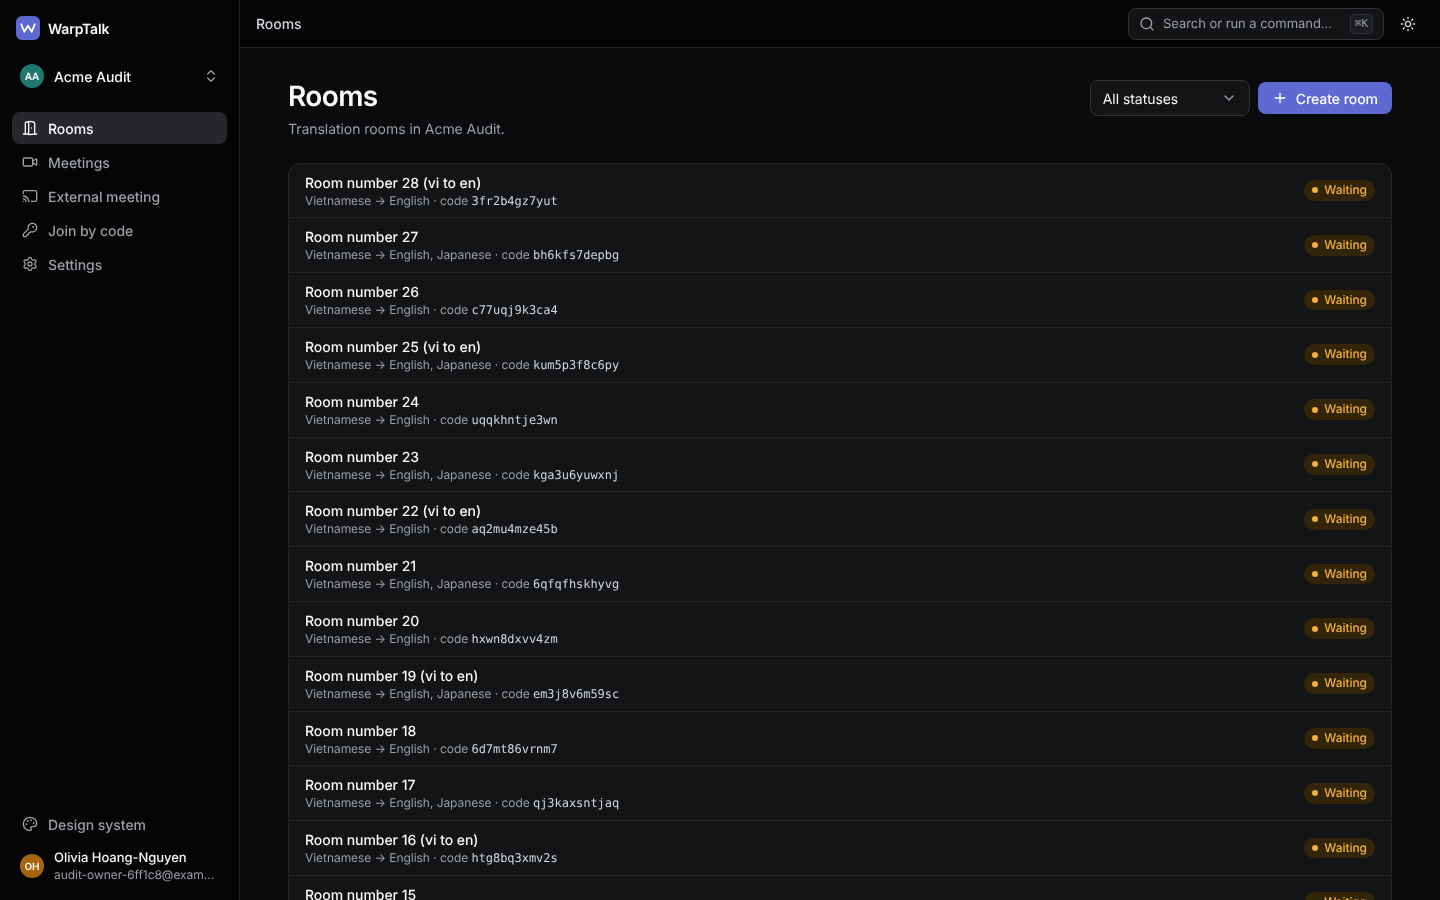 WarpTalk
Rooms
Search or run a command...
⌘K
AA
Acme Audit
Rooms
Meetings
External meeting
Join by code
Settings
Rooms
Translation rooms in Acme Audit.
All statuses
Create room
Room number 28 (vi to en)
Vietnamese → English · code 3fr2b4gz7yut
Waiting
Room number 27
Vietnamese → English, Japanese · code bh6kfs7depbg
Waiting
Room number 26
Vietnamese → English · code c77uqj9k3ca4
Waiting
Room number 25 (vi to en)
Vietnamese → English, Japanese · code kum5p3f8c6py
Waiting
Room number 24
Vietnamese → English · code uqqkhntje3wn
Waiting
Room number 23
Vietnamese → English, Japanese · code kga3u6yuwxnj
Waiting
Room number 22 (vi to en)
Vietnamese → English · code aq2mu4mze45b
Waiting
Room number 21
Vietnamese → English, Japanese · code 6qfqfhskhyvg
Waiting
Room number 20
Vietnamese → English · code hxwn8dxvv4zm
Waiting
Room number 19 (vi to en)
Vietnamese → English, Japanese · code em3j8v6m59sc
Waiting
Room number 18
Vietnamese → English · code 6d7mt86vrnm7
Waiting
Room number 17
Vietnamese → English, Japanese · code qj3kaxsntjaq
Waiting
Room number 16 (vi to en)
Vietnamese → English · code htg8bq3xmv2s
Waiting
Room number 15
Waiting
Design system
OH
Olivia Hoang-Nguyen
audit-owner-6ff1c8@exam...